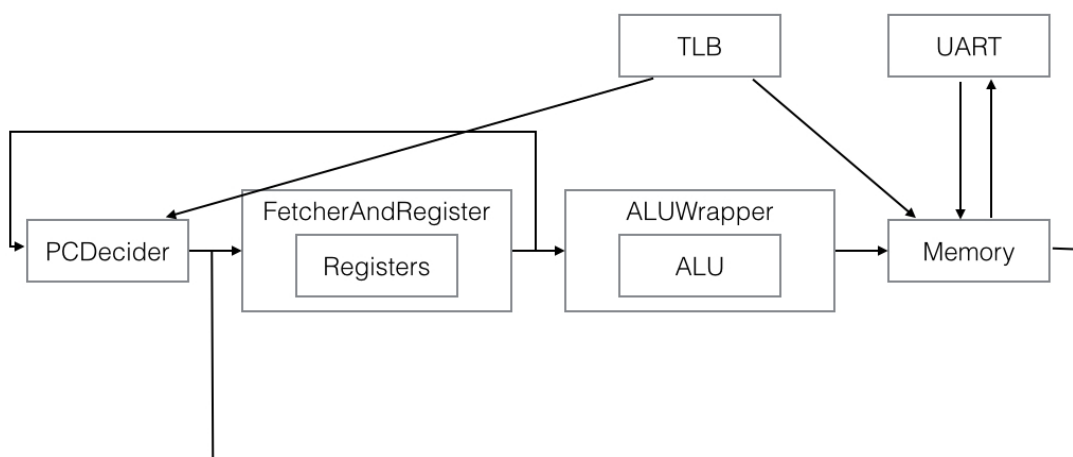 TLB
UART
FetcherAndRegister
ALUWrapper
PCDecider
Registers
ALU
Memory